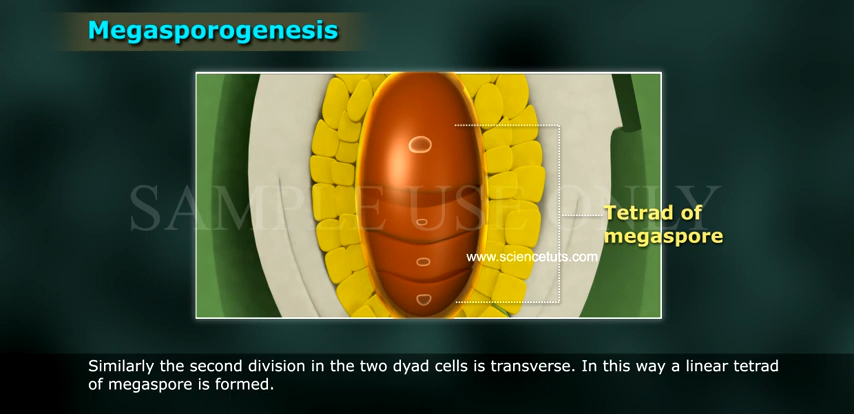 Megasporogenesis
SAMPLE USE ONLY
Tetrad of
megaspore
www.sciencetuts.com
Similarly the second division in the two dyad cells is transverse. In this way a linear tetrad
of megaspore is formed.